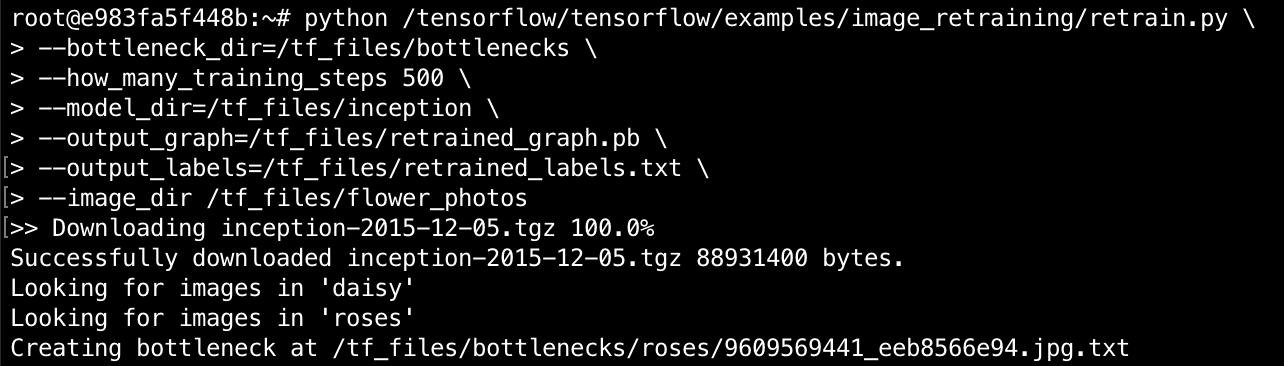 root@e983fa5f448b:~# python /tensorflow/tensorflow/examples/image_retraining/retrain.py \
> --bottleneck_dir=/tf_files/bottlenecks \
> --how_many_training_steps 500 \
> --model_dir=/tf_files/inception \
> --output_graph=/tf_files/retrained_graph.pb \
[> --output_labels=/tf_files/retrained_labels.txt \
[> --image_dir /tf_files/flower_photos
[>> Downloading inception-2015-12-05.tgz 100.0%
Successfully downloaded inception-2015-12-05.tgz 88931400 bytes.
Looking for images in 'daisy'
Looking for images in 'roses'
Creating bottleneck at /tf_files/bottlenecks/roses/9609569441_eeb8566e94.jpg.txt